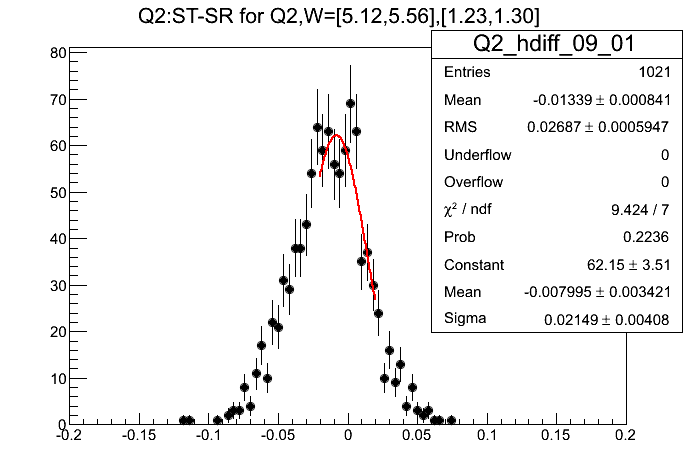 Q2:ST-SR for Q2,W=[5.12,5.56],[1.23,1.30]
Q2_hdiff_09_01
Entries 1021
Mean -0.01339 ± 0.000841
RMS 0.02687 ± 0.0005947
Underflow 0
Overflow 0
χ² / ndf 9.424 / 7
Prob 0.2236
Constant 62.15 ± 3.51
Mean -0.007995 ± 0.003421
Sigma 0.02149 ± 0.00408
80
70
60
50
40
30
20
10
0
-0.2 -0.15 -0.1 -0.05 0 0.05 0.1 0.15 0.2